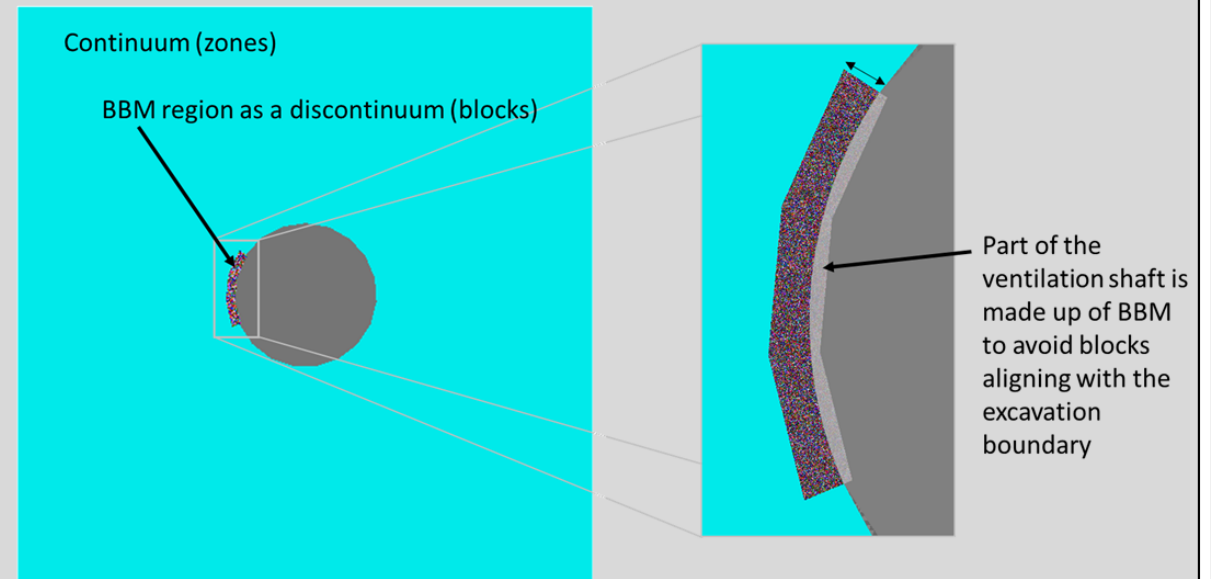 Continuum (zones)
BBM region as a discontinuum (blocks)
Part of the
ventilation shaft is
made up of BBM
to avoid blocks
aligning with the
excavation
boundary